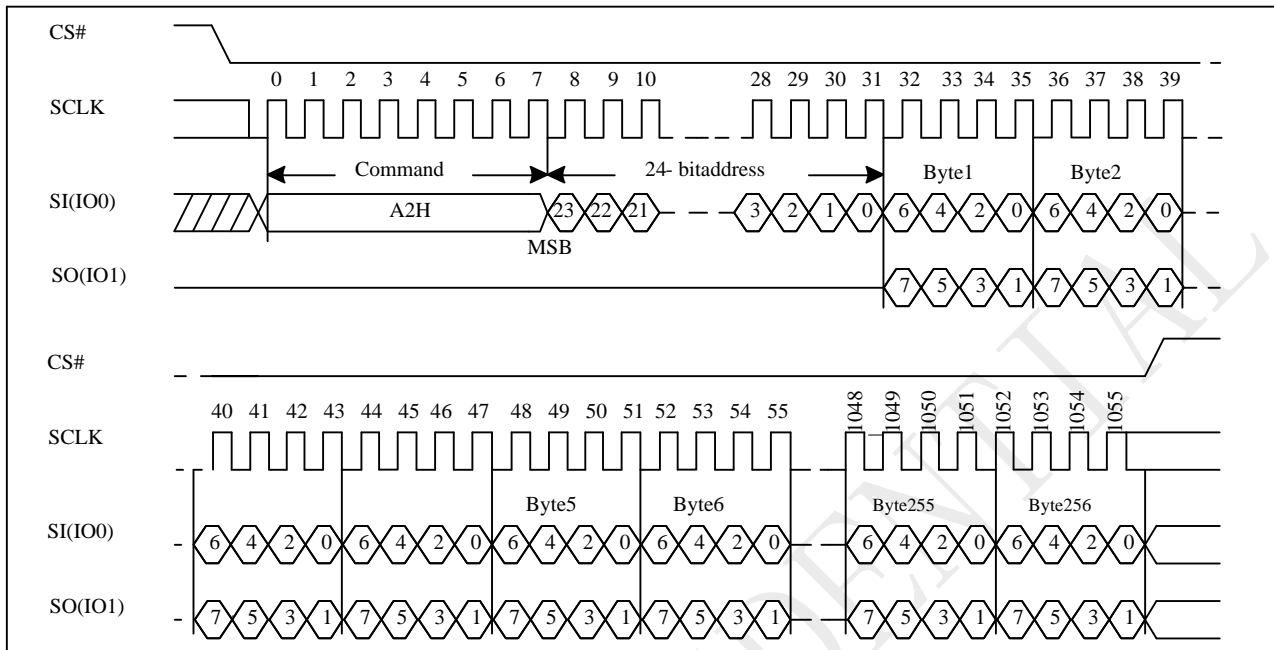 CS#
0 1 2 3 4 5 6 7 8 9 10 28 29 30 31 32 33 34 35 36 37 38 39
SCLK
Command 24- bitaddress Byte1 Byte2
SI(IO0) A2H 23 22 21 3 2 1 0 6 4 2 0 6 4 2 0
MSB
SO(IO1) 7 5 3 1 7 5 3 1
CS#
40 41 42 43 44 45 46 47 48 49 50 51 52 53 54 55 1048 1049 1050 1051 1052 1053 1054 1055
SCLK
Byte5 Byte6 Byte255 Byte256
SI(IO0) 6 4 2 0 6 4 2 0 6 4 2 0 6 4 2 0 6 4 2 0 6 4 2 0
SO(IO1) 7 5 3 1 7 5 3 1 7 5 3 1 7 5 3 1 7 5 3 1 7 5 3 1
DENTIAL